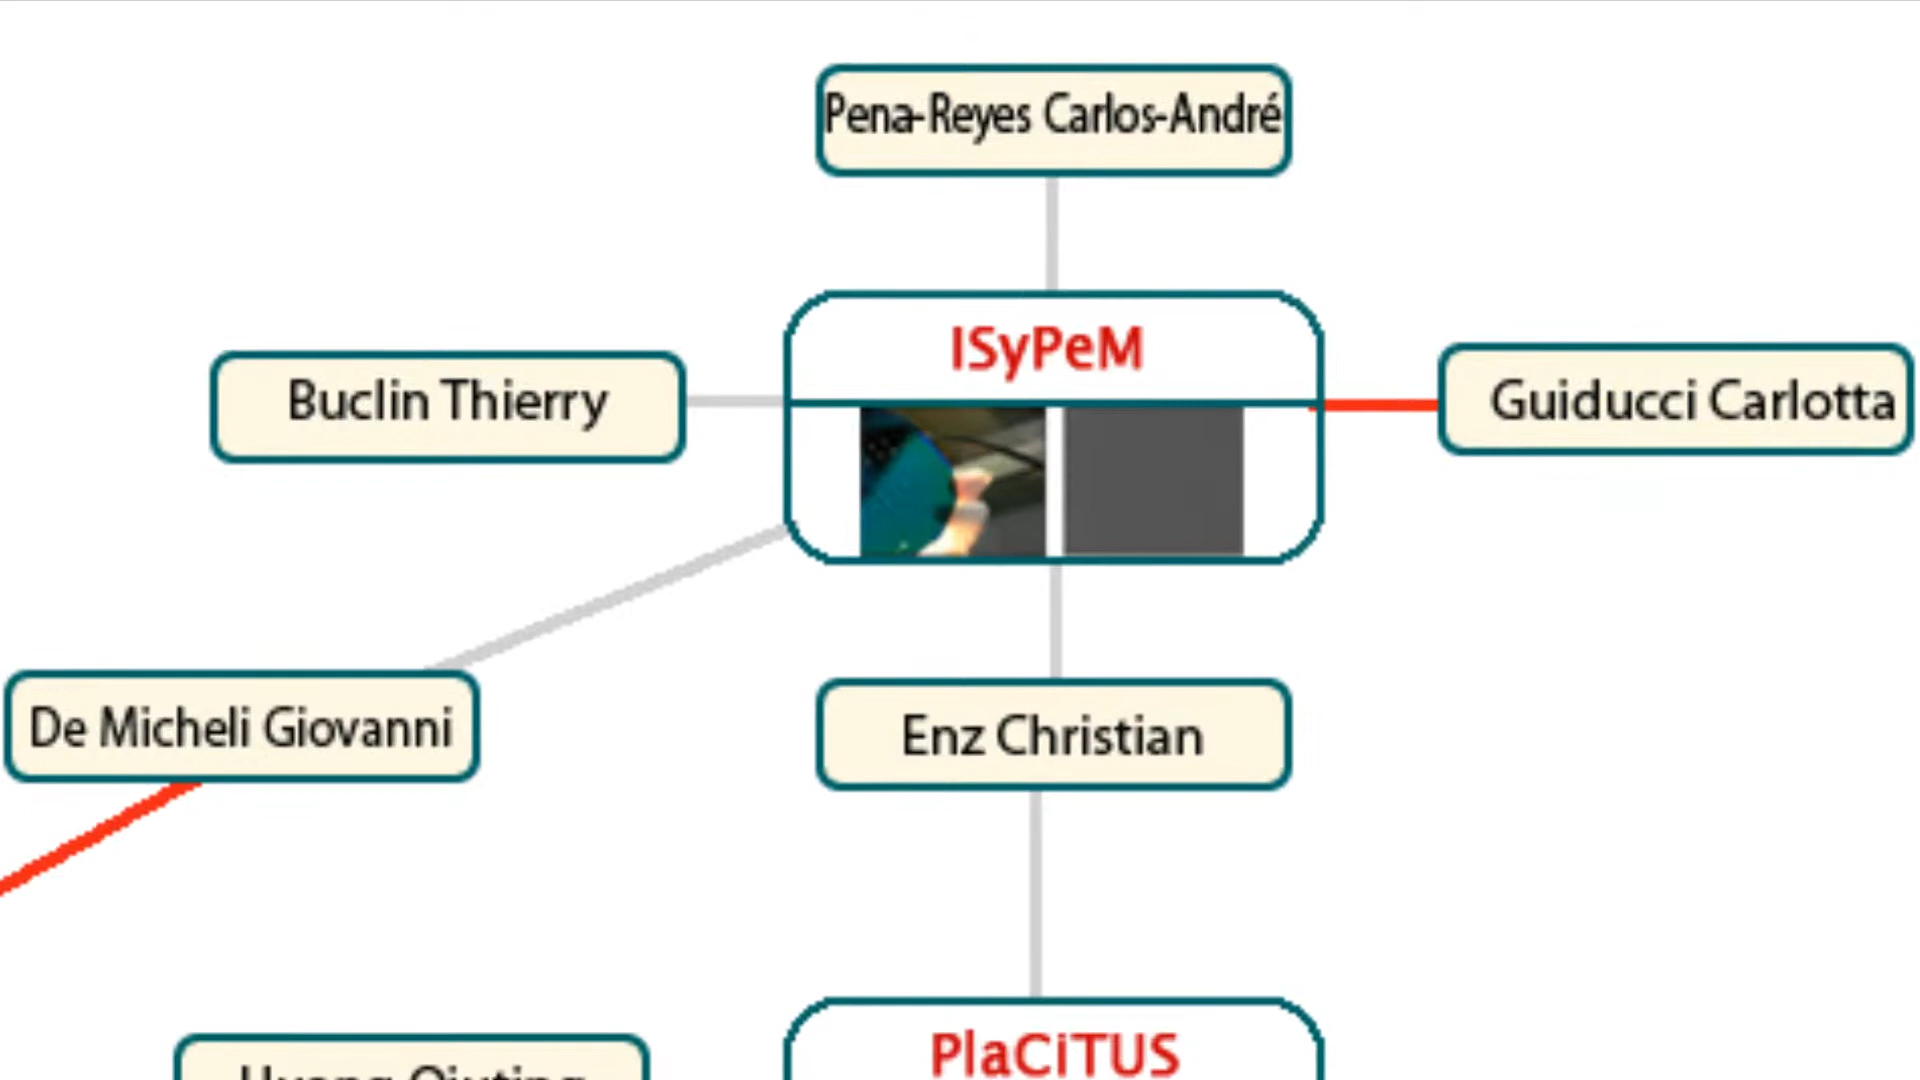 Pena-Reyes Carlos-André
ISyPeM
Buclin Thierry
Guiducci Carlotta
De Micheli Giovanni
Enz Christian
PlaCiTUS